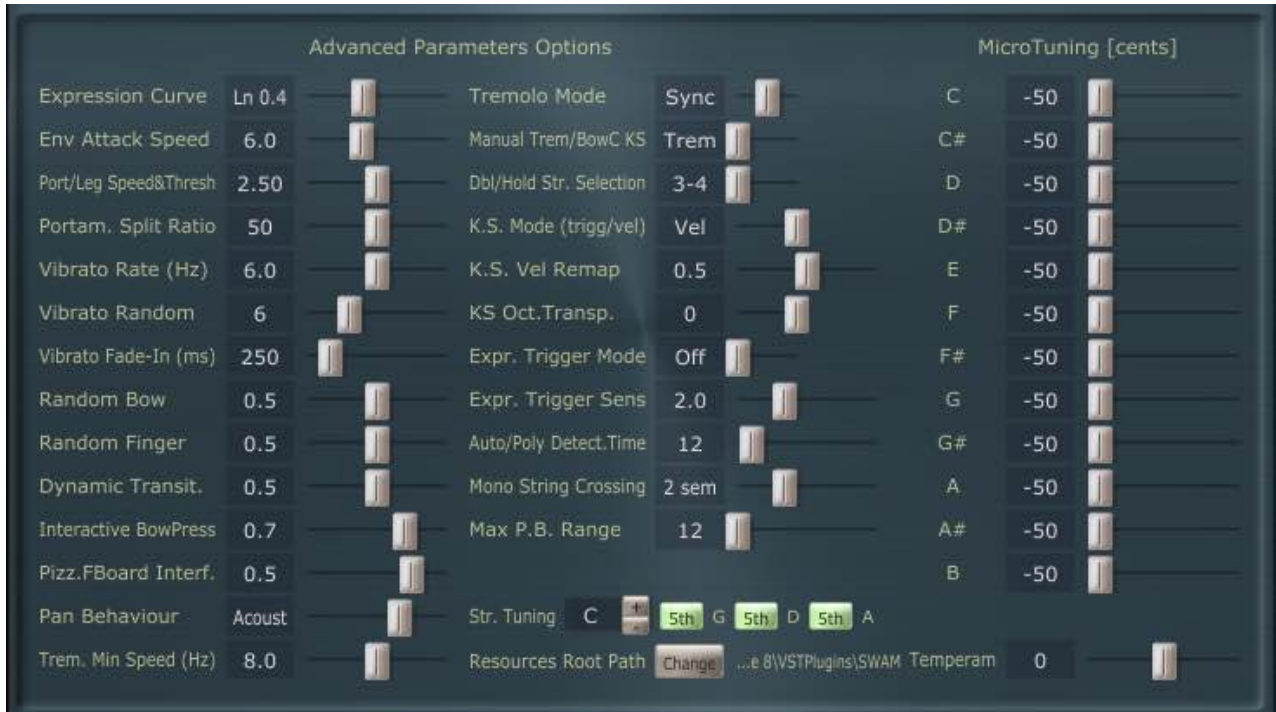 Advanced Parameters Options MicroTuning [cents]
Expression Curve Ln 0.4 Tremolo Mode Sync C -50
Env Attack Speed 6.0 Manual Trem/BowC KS Trem C# -50
Port/Leg Speed&Thresh 2.50 Dbl/Hold Str. Selection 3-4 D -50
Portam. Split Ratio 50 K.S. Mode (trigg/vel) Vel D# -50
Vibrato Rate (Hz) 6.0 K.S. Vel Remap 0.5 E -50
Vibrato Random 6 KS Oct.Transp. 0 F -50
Vibrato Fade-In (ms) 250 Expr. Trigger Mode Off F# -50
Random Bow 0.5 Expr. Trigger Sens 2.0 G -50
Random Finger 0.5 Auto/Poly Detect.Time 12 G# -50
Dynamic Transit. 0.5 Mono String Crossing 2 sem A -50
Interactive BowPress 0.7 Max P.B. Range 12 A# -50
Pizz.FBoard Interf. 0.5 B -50
Pan Behaviour Acoust Str. Tuning C + - 5th G 5th D 5th A
Trem. Min Speed (Hz) 8.0 Resources Root Path Change ...e 8\VSTPlugins\SWAM Temperam 0